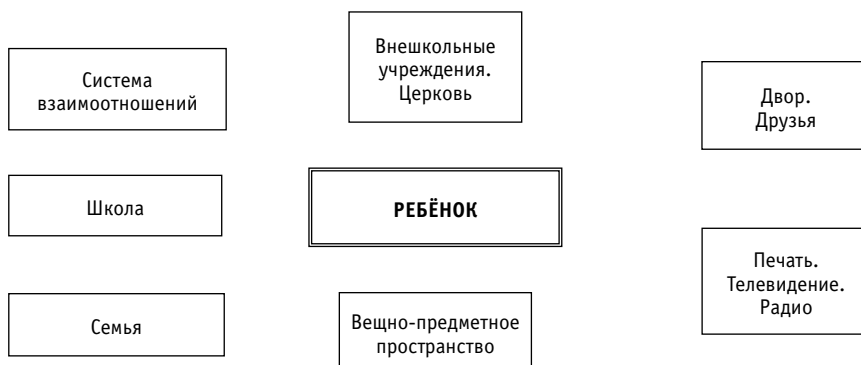 Система
взаимоотношений
Внешкольные
учреждения.
Церковь
Двор.
Друзья
Школа
РЕБЁНОК
Печать.
Телевидение.
Радио
Семья
Вещно-предметное
пространство